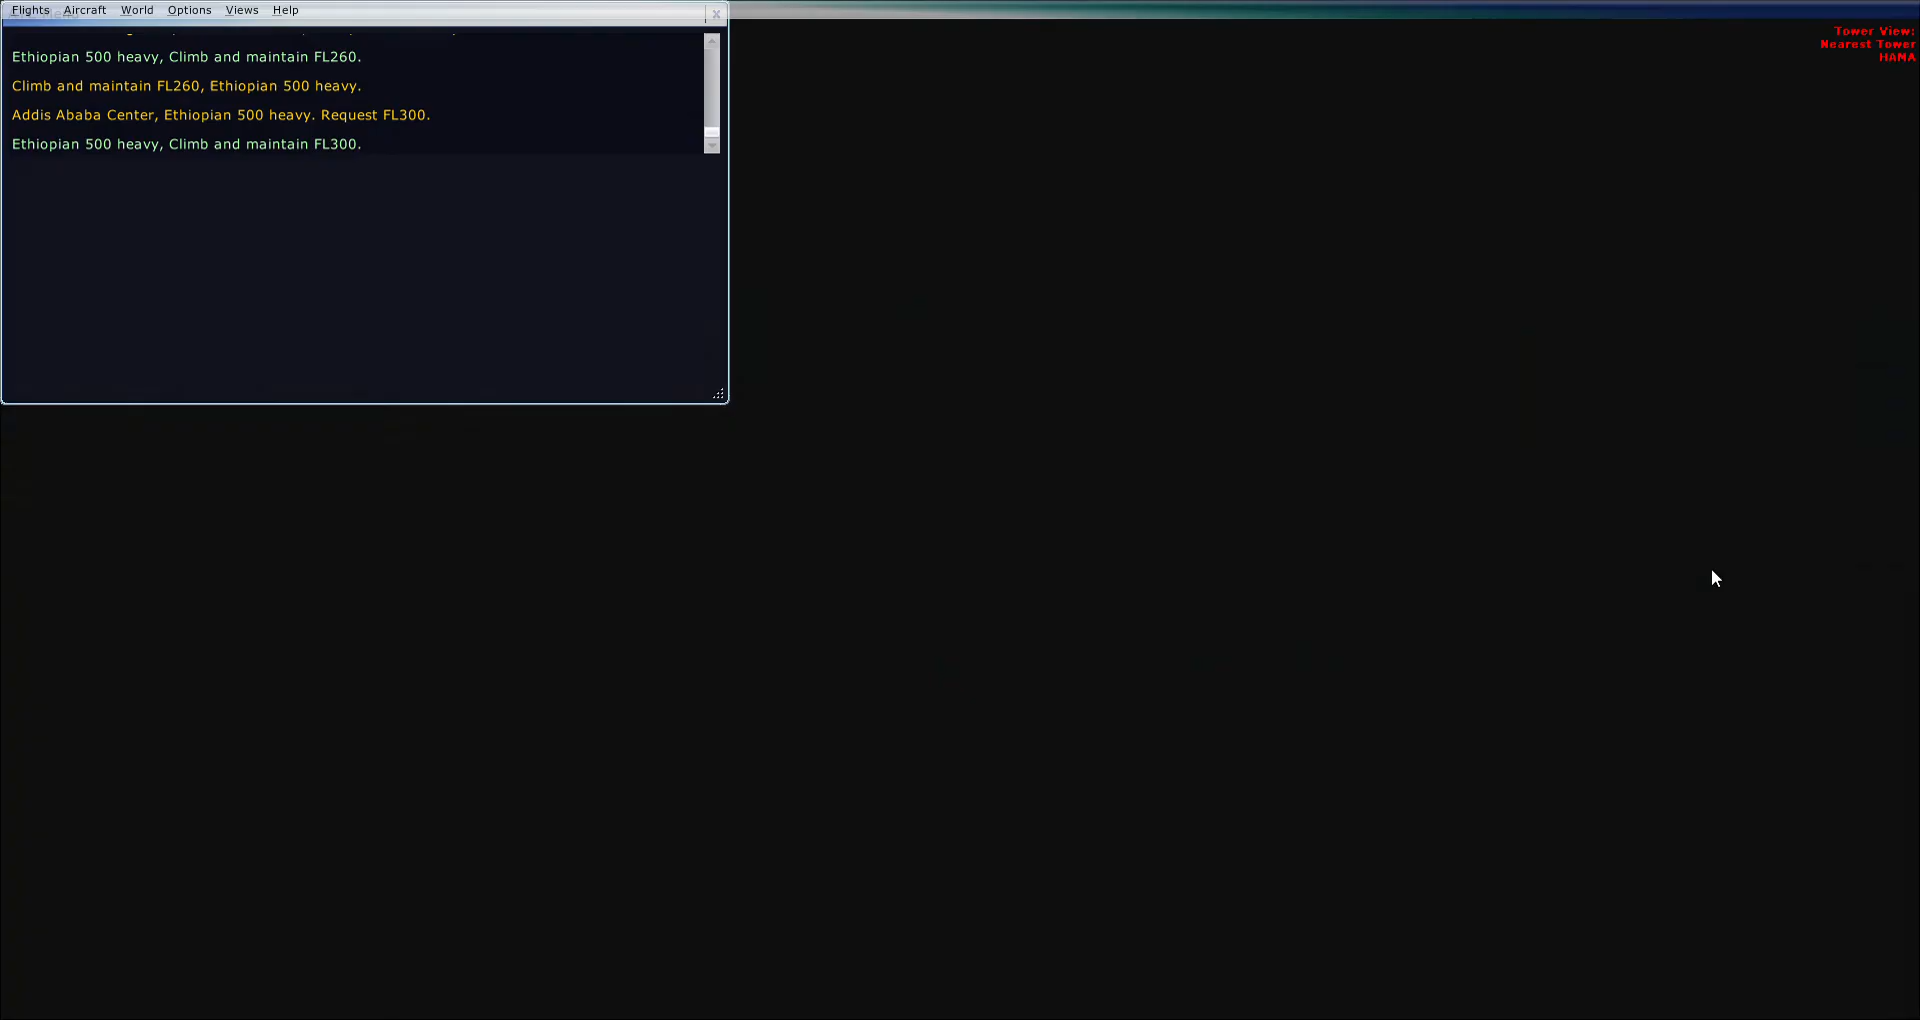 Flights Aircraft World Options Views Help
Tower View:
Nearest Tower
HAMA
Ethiopian 500 heavy, Climb and maintain FL260.
Climb and maintain FL260, Ethiopian 500 heavy.
Addis Ababa Center, Ethiopian 500 heavy. Request FL300.
Ethiopian 500 heavy, Climb and maintain FL300.